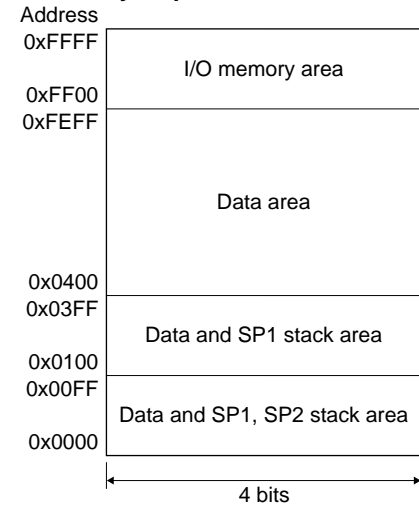 Address
0xFFFF
I/O memory area
0xFF00
0xFEFF
Data area
0x0400
0x03FF
Data and SP1 stack area
0x0100
0x00FF
Data and SP1, SP2 stack area
0x0000
4 bits